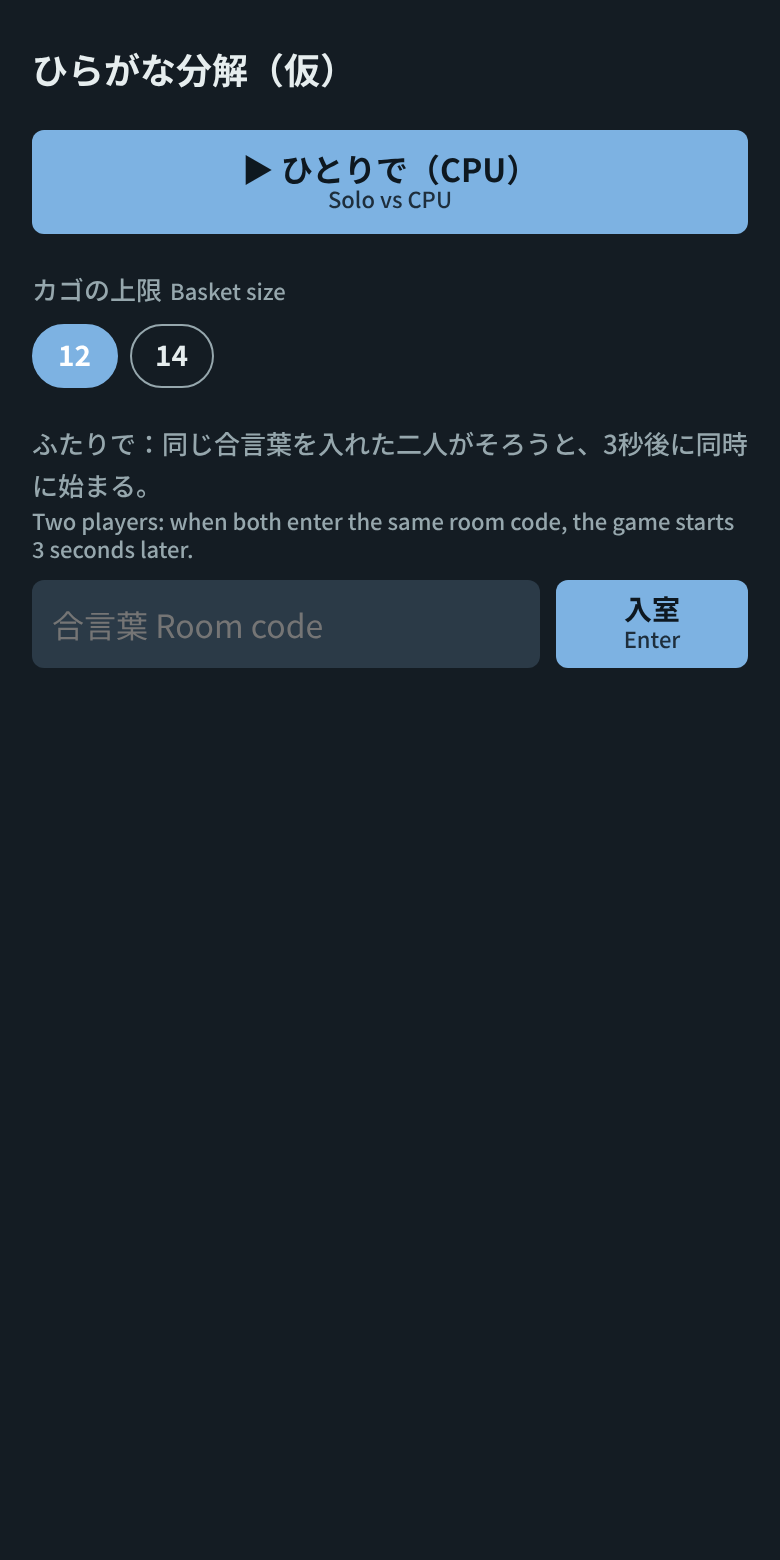 ひらがな分解（仮）
▶ ひとりで（CPU）
Solo vs CPU
カゴの上限 Basket size
12 14
ふたりで：同じ合言葉を入れた二人がそろうと、3秒後に同時
に始まる。
Two players: when both enter the same room code, the game starts
3 seconds later.
合言葉 Room code
入室
Enter